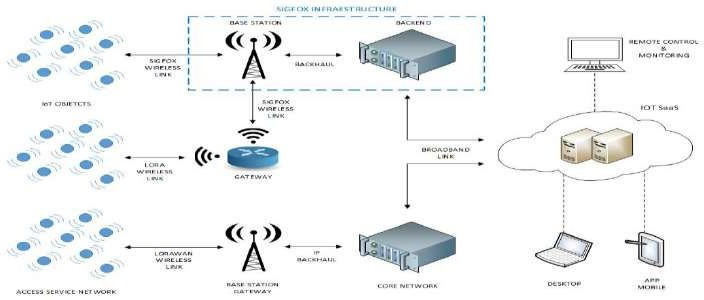 SIGFOX INFRAESTRUCTURE
BASE STATION
BACKEND
SIGFOX
WIRELESS
LINK
BACKHAUL
REMOTE CONTROL
&
MONITORING
IoT OBJETCTS
SIGFOX
WIRELESS
LINK
IOT SaaS
LORA
WIRELESS
LINK
GATEWAY
BROADBAND
LINK
LORAWAN
WIRELESS
LINK
IP
BACKHAUL
ACCESS SERVICE NETWORK
BASE STATION
GATEWAY
CORE NETWORK
DESKTOP
APP
MOBILE